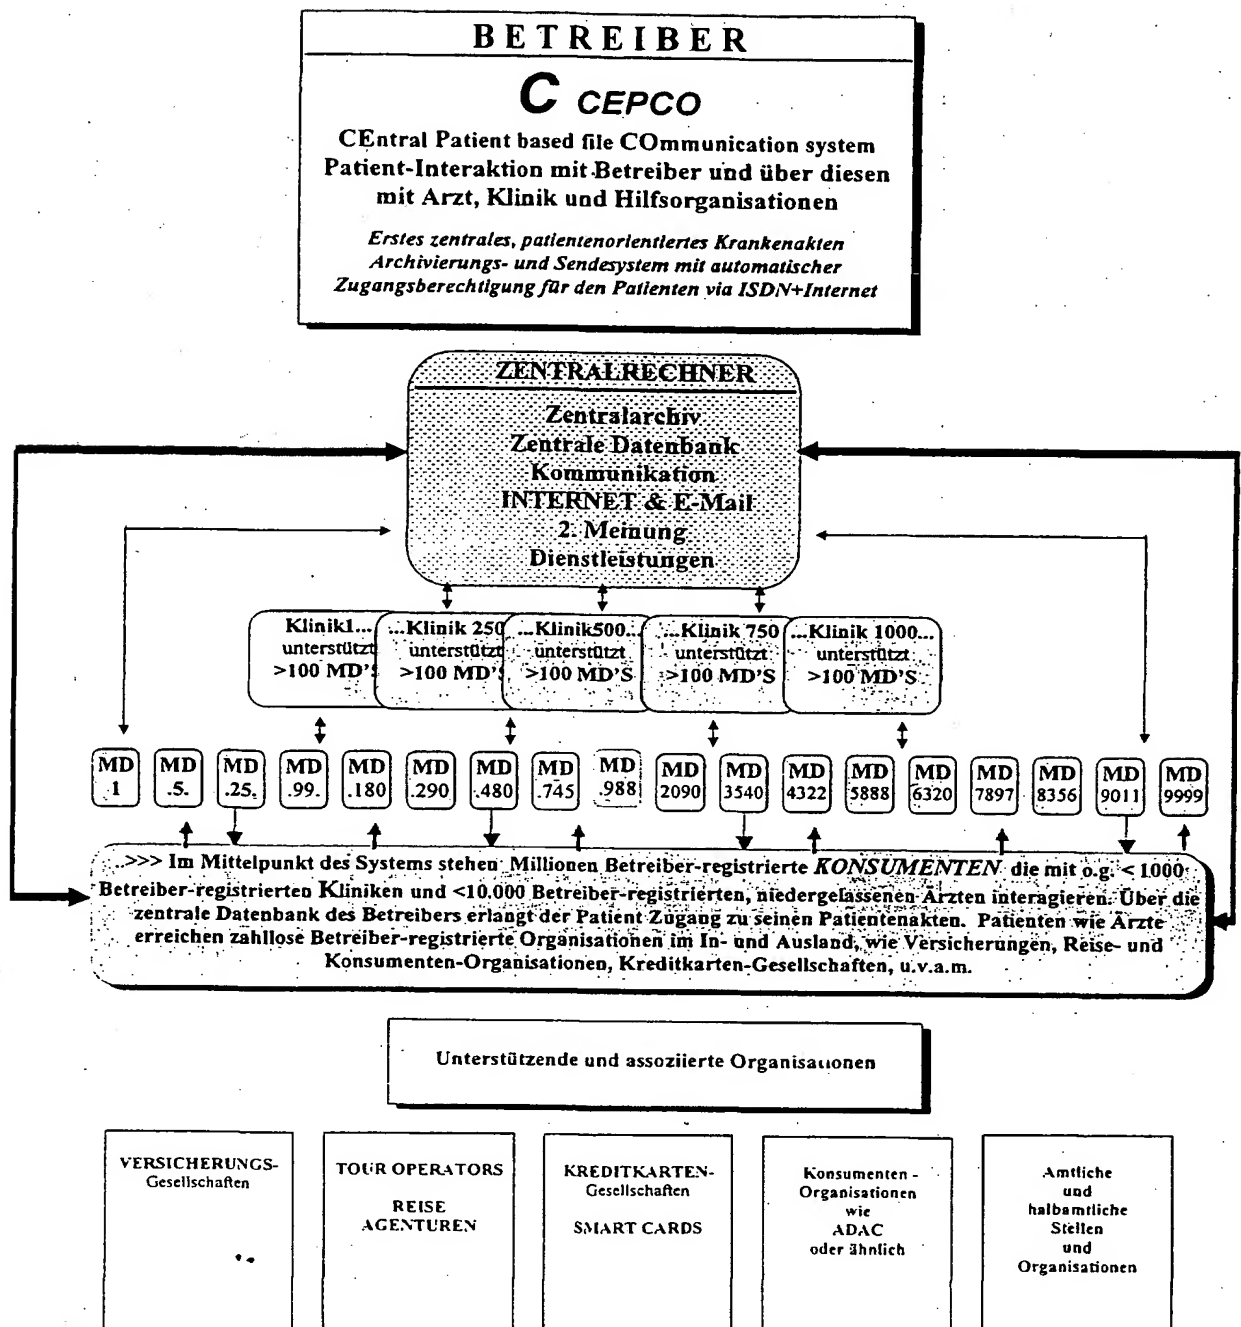 BETREIBER
C CEPCO
CEntral Patient based file COmmunication system
Patient-Interaktion mit Betreiber und über diesen
mit Arzt, Klinik und Hilfsorganisationen
Erstes zentrales, patientenorientiertes Krankenakten
Archivierungs- und Sendesystem mit automatischer
Zugangsberechtigung für den Patienten via ISDN+Internet
ZENTRALRECHNER
Zentralarchiv
Zentrale Datenbank
Kommunikation
INTERNET & E-Mail
2. Meinung
Dienstleistungen
Klinik1...
unterstützt
>100 MD'S
...Klinik 250
unterstützt
>100 MD'S
...Klinik500...
unterstützt
>100 MD'S
...Klinik 750
unterstützt
>100 MD'S
...Klinik 1000...
unterstützt
>100 MD'S
MD
1
MD
.5.
MD
.25.
MD
.99.
MD
.180
MD
.290
MD
.480
MD
.745
MD
.988
MD
2090
MD
3540
MD
4322
MD
5888
MD
6320
MD
7897
MD
8356
MD
9011
MD
9999
..>>> Im Mittelpunkt des Systems stehen Millionen Betreiber-registrierte KONSUMENTEN die mit o.g. < 1000
Betreiber-registrierten Kliniken und <10.000 Betreiber-registrierten, niedergelassenen Ärzten interagieren. Über die
zentrale Datenbank des Betreibers erlangt der Patient Zugang zu seinen Patientenakten. Patienten wie Ärzte
erreichen zahllose Betreiber-registrierte Organisationen im In- und Ausland, wie Versicherungen, Reise- und
Konsumenten-Organisationen, Kreditkarten-Gesellschaften, u.v.a.m.
Unterstützende und assoziierte Organisationen
VERSICHERUNGS-
Gesellschaften
TOUR OPERATORS
REISE
AGENTUREN
KREDITKARTEN-
Gesellschaften
SMART CARDS
Konsumenten -
Organisationen
wie
ADAC
oder ähnlich
Amtliche
und
halbamtliche
Stellen
und
Organisationen